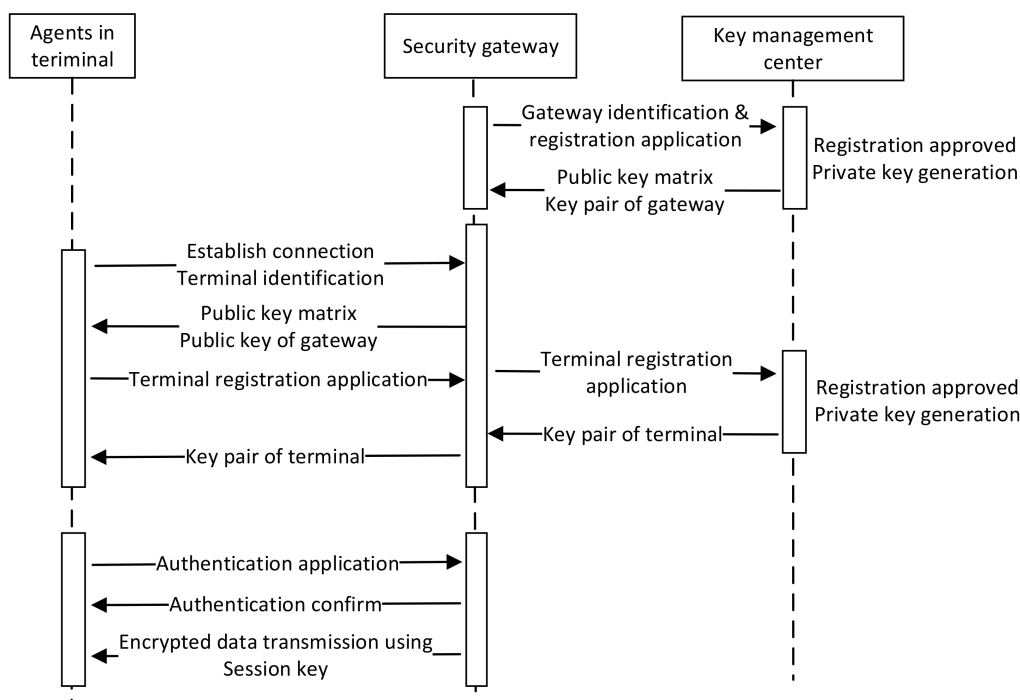 Agents in
teriminal
Security gateway
Key management
center
Gateway identification &
registration application
Registration approved
Private key generation
Public key matrix
Key pair of gateway
Establish connection
Terminal identification
Public key matrix
Public key of gateway
Terminal registration application
Terminal registration
application
Registration approved
Private key generation
Key pair of terminal
Key pair of terminal
Authentication application
Authentication confirm
Encrypted data transmission using
Session key